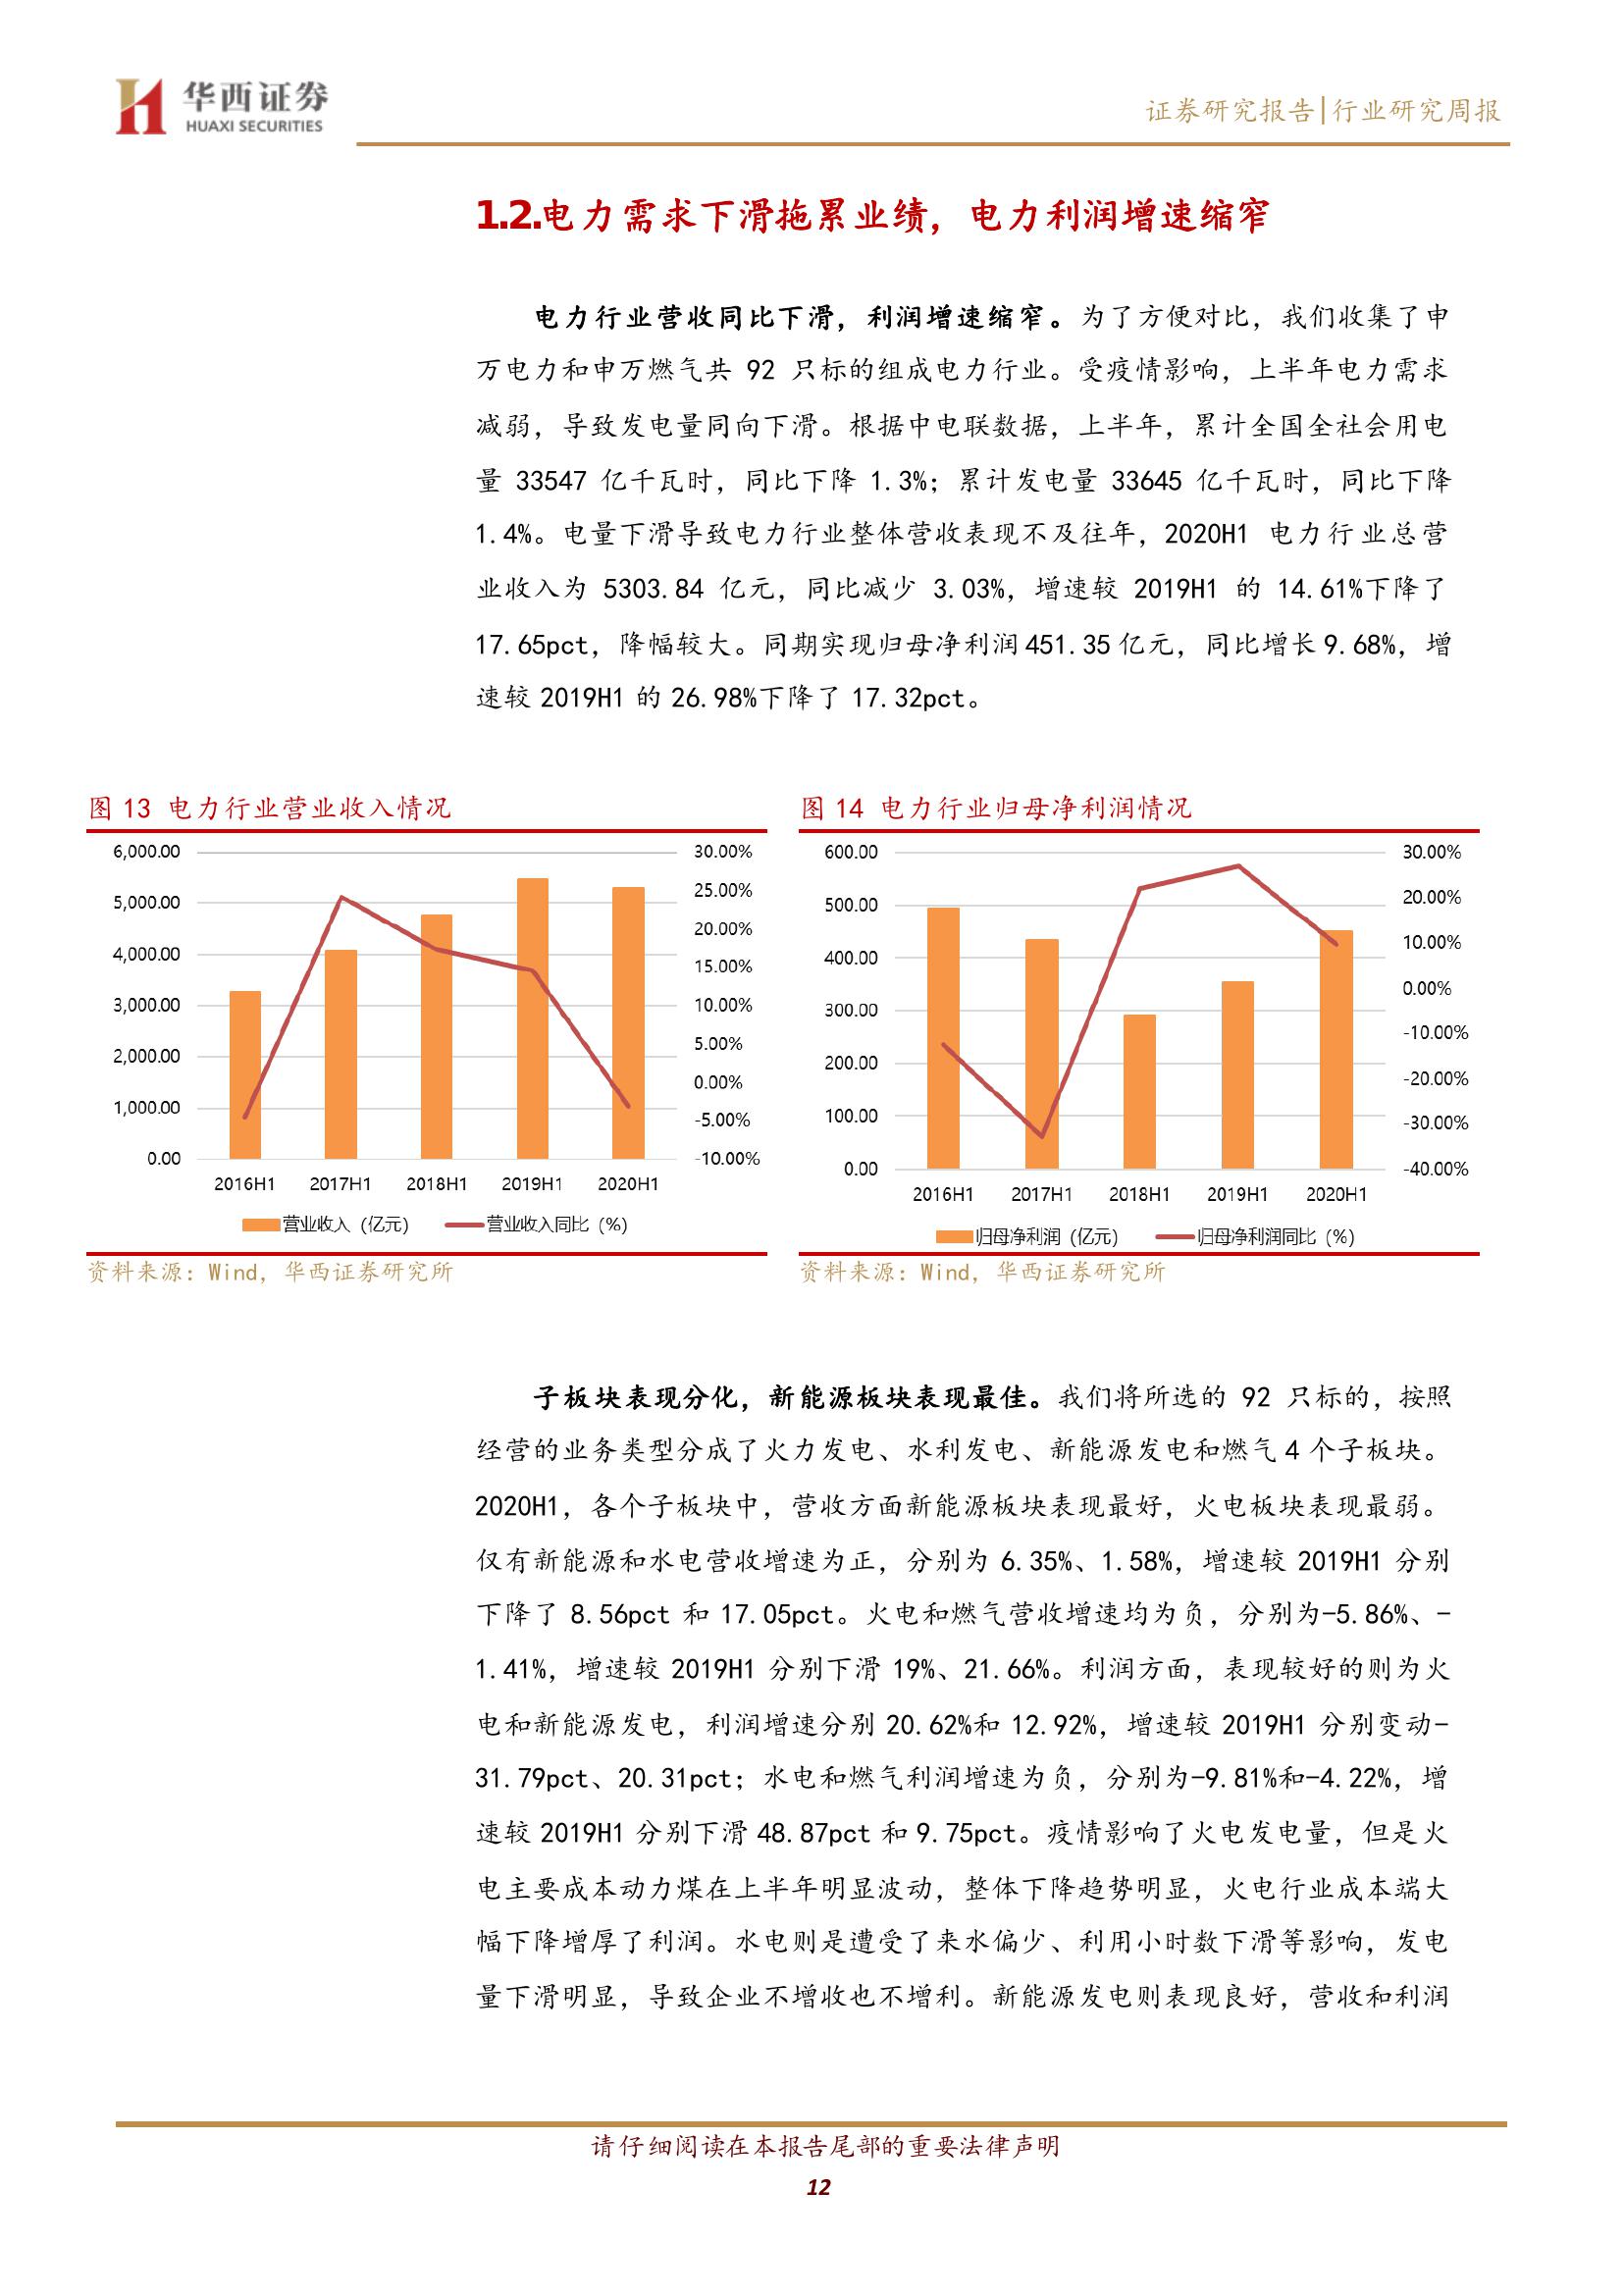 华西证券
HUAXI SECURITIES
证券研究报告|行业研究周报
1.2.电力需求下滑拖累业绩，电力利润增速缩窄
电力行业营收同比下滑，利润增速缩窄。为了方便对比，我们收集了申
万电力和申万燃气共 92 只标的组成电力行业。受疫情影响，上半年电力需求
减弱，导致发电量同向下滑。根据中电联数据，上半年，累计全国全社会用电
量 33547 亿千瓦时，同比下降 1.3%；累计发电量 33645 亿千瓦时，同比下降
1.4%。电量下滑导致电力行业整体营收表现不及往年，2020H1 电力行业总营
业收入为 5303.84 亿元，同比减少 3.03%，增速较 2019H1 的 14.61%下降了
17.65pct，降幅较大。同期实现归母净利润 451.35 亿元，同比增长 9.68%，增
速较 2019H1 的 26.98%下降了 17.32pct。
图 13 电力行业营业收入情况
6,000.00
5,000.00
4,000.00
3,000.00
2,000.00
1,000.00
0.00
30.00%
25.00%
20.00%
15.00%
10.00%
5.00%
0.00%
-5.00%
-10.00%
2016H1 2017H1 2018H1 2019H1 2020H1
营业收入（亿元） 营业收入同比（%）
资料来源：Wind，华西证券研究所
图 14 电力行业归母净利润情况
600.00
500.00
400.00
300.00
200.00
100.00
0.00
30.00%
20.00%
10.00%
0.00%
-10.00%
-20.00%
-30.00%
-40.00%
2016H1 2017H1 2018H1 2019H1 2020H1
归母净利润（亿元） 归母净利润同比（%）
资料来源：Wind，华西证券研究所
子板块表现分化，新能源板块表现最佳。我们将所选的 92 只标的，按照
经营的业务类型分成了火力发电、水利发电、新能源发电和燃气 4 个子板块。
2020H1，各个子板块中，营收方面新能源板块表现最好，火电板块表现最弱。
仅有新能源和水电营收增速为正，分别为 6.35%、1.58%，增速较 2019H1 分别
下降了 8.56pct 和 17.05pct。火电和燃气营收增速均为负，分别为-5.86%、-
1.41%，增速较 2019H1 分别下滑 19%、21.66%。利润方面，表现较好的则为火
电和新能源发电，利润增速分别 20.62%和 12.92%，增速较 2019H1 分别变动-
31.79pct、20.31pct；水电和燃气利润增速为负，分别为-9.81%和-4.22%，增
速较 2019H1 分别下滑 48.87pct 和 9.75pct。疫情影响了火电发电量，但是火
电主要成本动力煤在上半年明显波动，整体下降趋势明显，火电行业成本端大
幅下降增厚了利润。水电则是遭受了来水偏少、利用小时数下滑等影响，发电
量下滑明显，导致企业不增收也不增利。新能源发电则表现良好，营收和利润
请仔细阅读在本报告尾部的重要法律声明
12